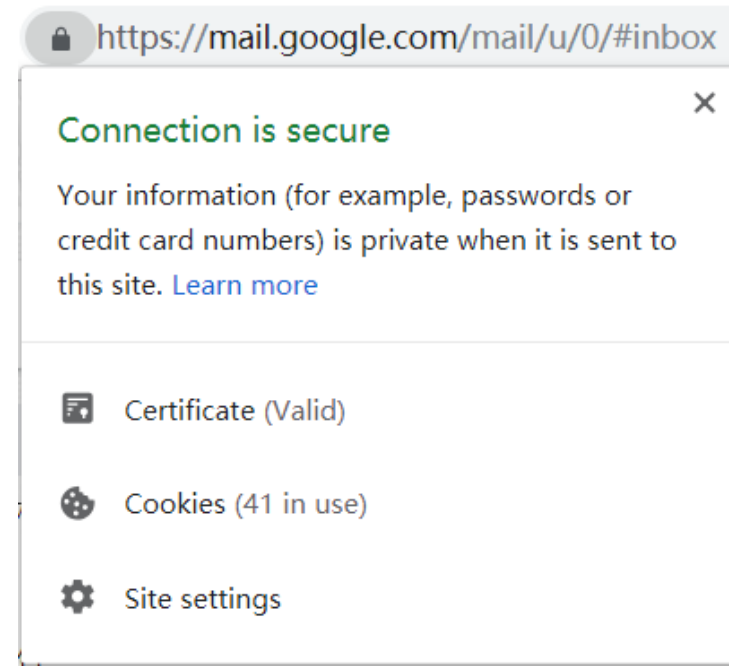 https://mail.google.com/mail/u/0/#inbox
Connection is secure
Your information (for example, passwords or
credit card numbers) is private when it is sent to
this site. Learn more
Certificate (Valid)
Cookies (41 in use)
Site settings